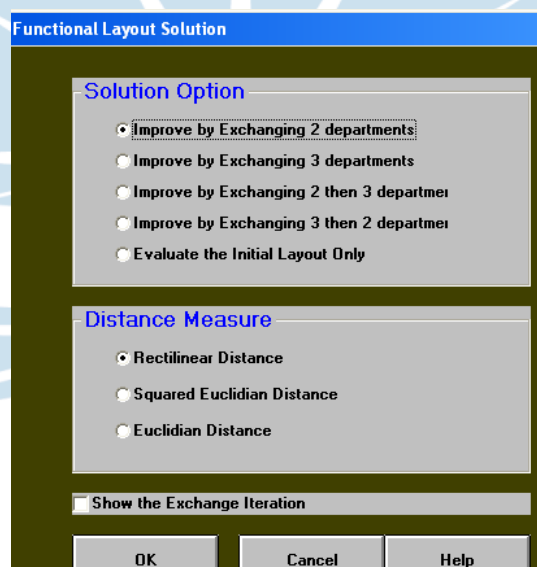 Functional Layout Solution
Solution Option
Improve by Exchanging 2 departments
Improve by Exchanging 3 departments
Improve by Exchanging 2 then 3 departmer
Improve by Exchanging 3 then 2 departmer
Evaluate the Initial Layout Only
Distance Measure
Rectilinear Distance
Squared Euclidian Distance
Euclidian Distance
Show the Exchange Iteration
OK Cancel Help